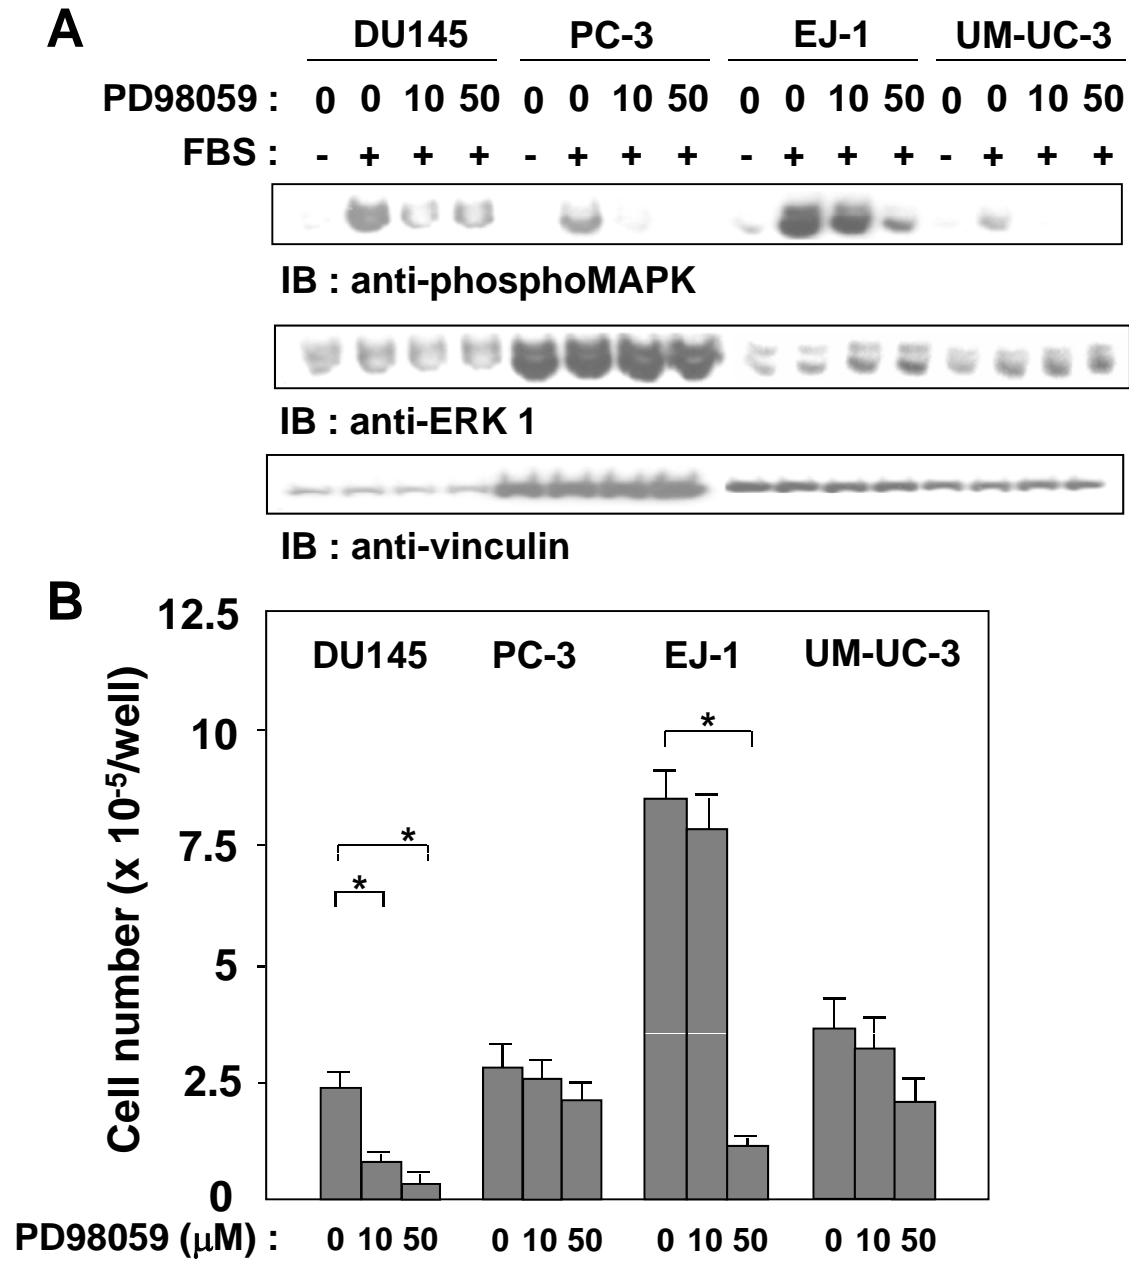 A
DU145 PC-3 EJ-1 UM-UC-3
PD98059 : 0 0 10 50 0 0 10 50 0 0 10 50 0 0 10 50
FBS : - + + + - + + + - + + + - + + +
IB : anti-phosphoMAPK
IB : anti-ERK 1
IB : anti-vinculin
B
12.5
DU145 PC-3 EJ-1 UM-UC-3
10
*
7.5
*
*
5
2.5
0
Cell number (x 10-5/well)
PD98059 (μM) : 0 10 50 0 10 50 0 10 50 0 10 50